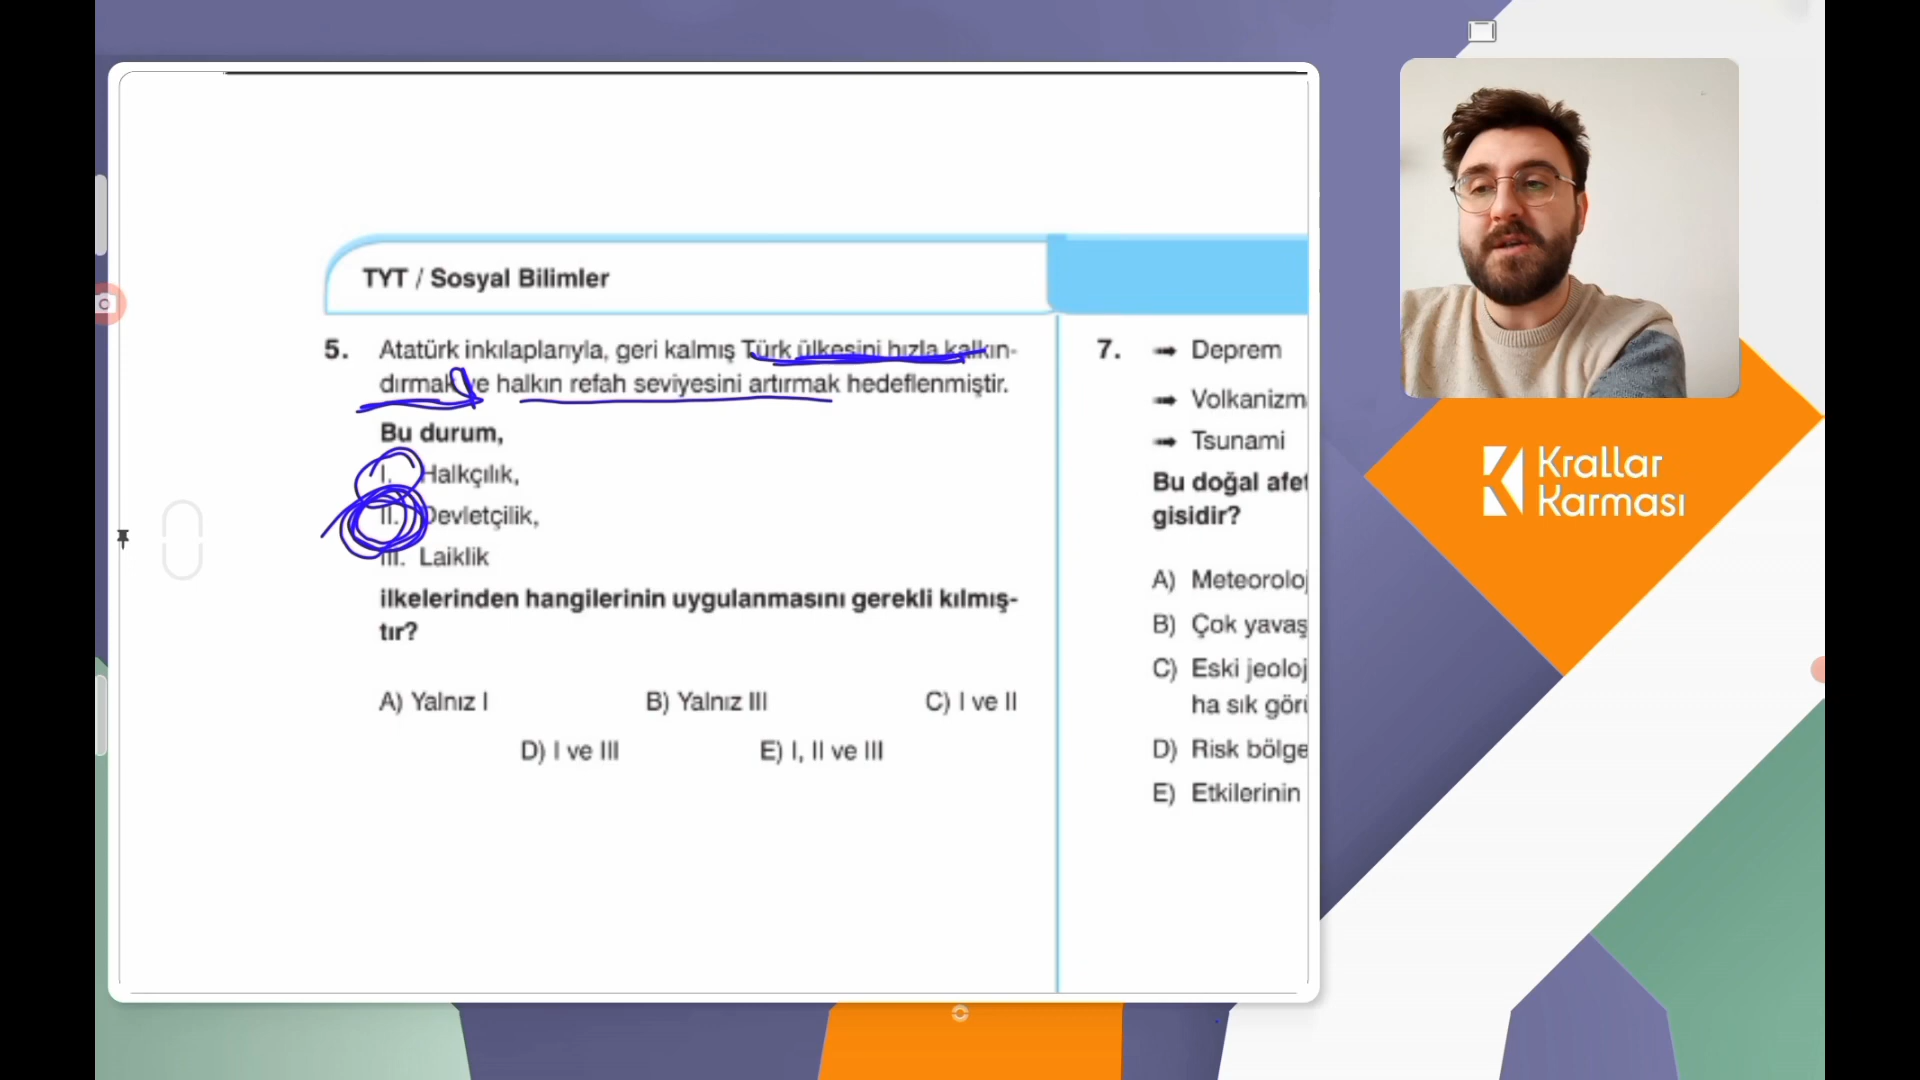 TYT / Sosyal Bilimler
5. Atatürk inkılaplarıyla, geri kalmış Türk ülkesini hızla kalkın-
dırmak ve halkın refah seviyesini artırmak hedeflenmiştir.
Bu durum,
I. Halkçılık,
II. Devletçilik,
III. Laiklik
ilkelerinden hangilerinin uygulanmasını gerekli kılmış-
tır?
A) Yalnız I B) Yalnız III C) I ve II
D) I ve III E) I, II ve III
7. ➞ Deprem
➞ Volkanizm
➞ Tsunami
Bu doğal afet
gisidir?
A) Meteoroloj
B) Çok yavaş
C) Eski jeoloj
ha sık görü
D) Risk bölge
E) Etkilerinin
Krallar
Karması